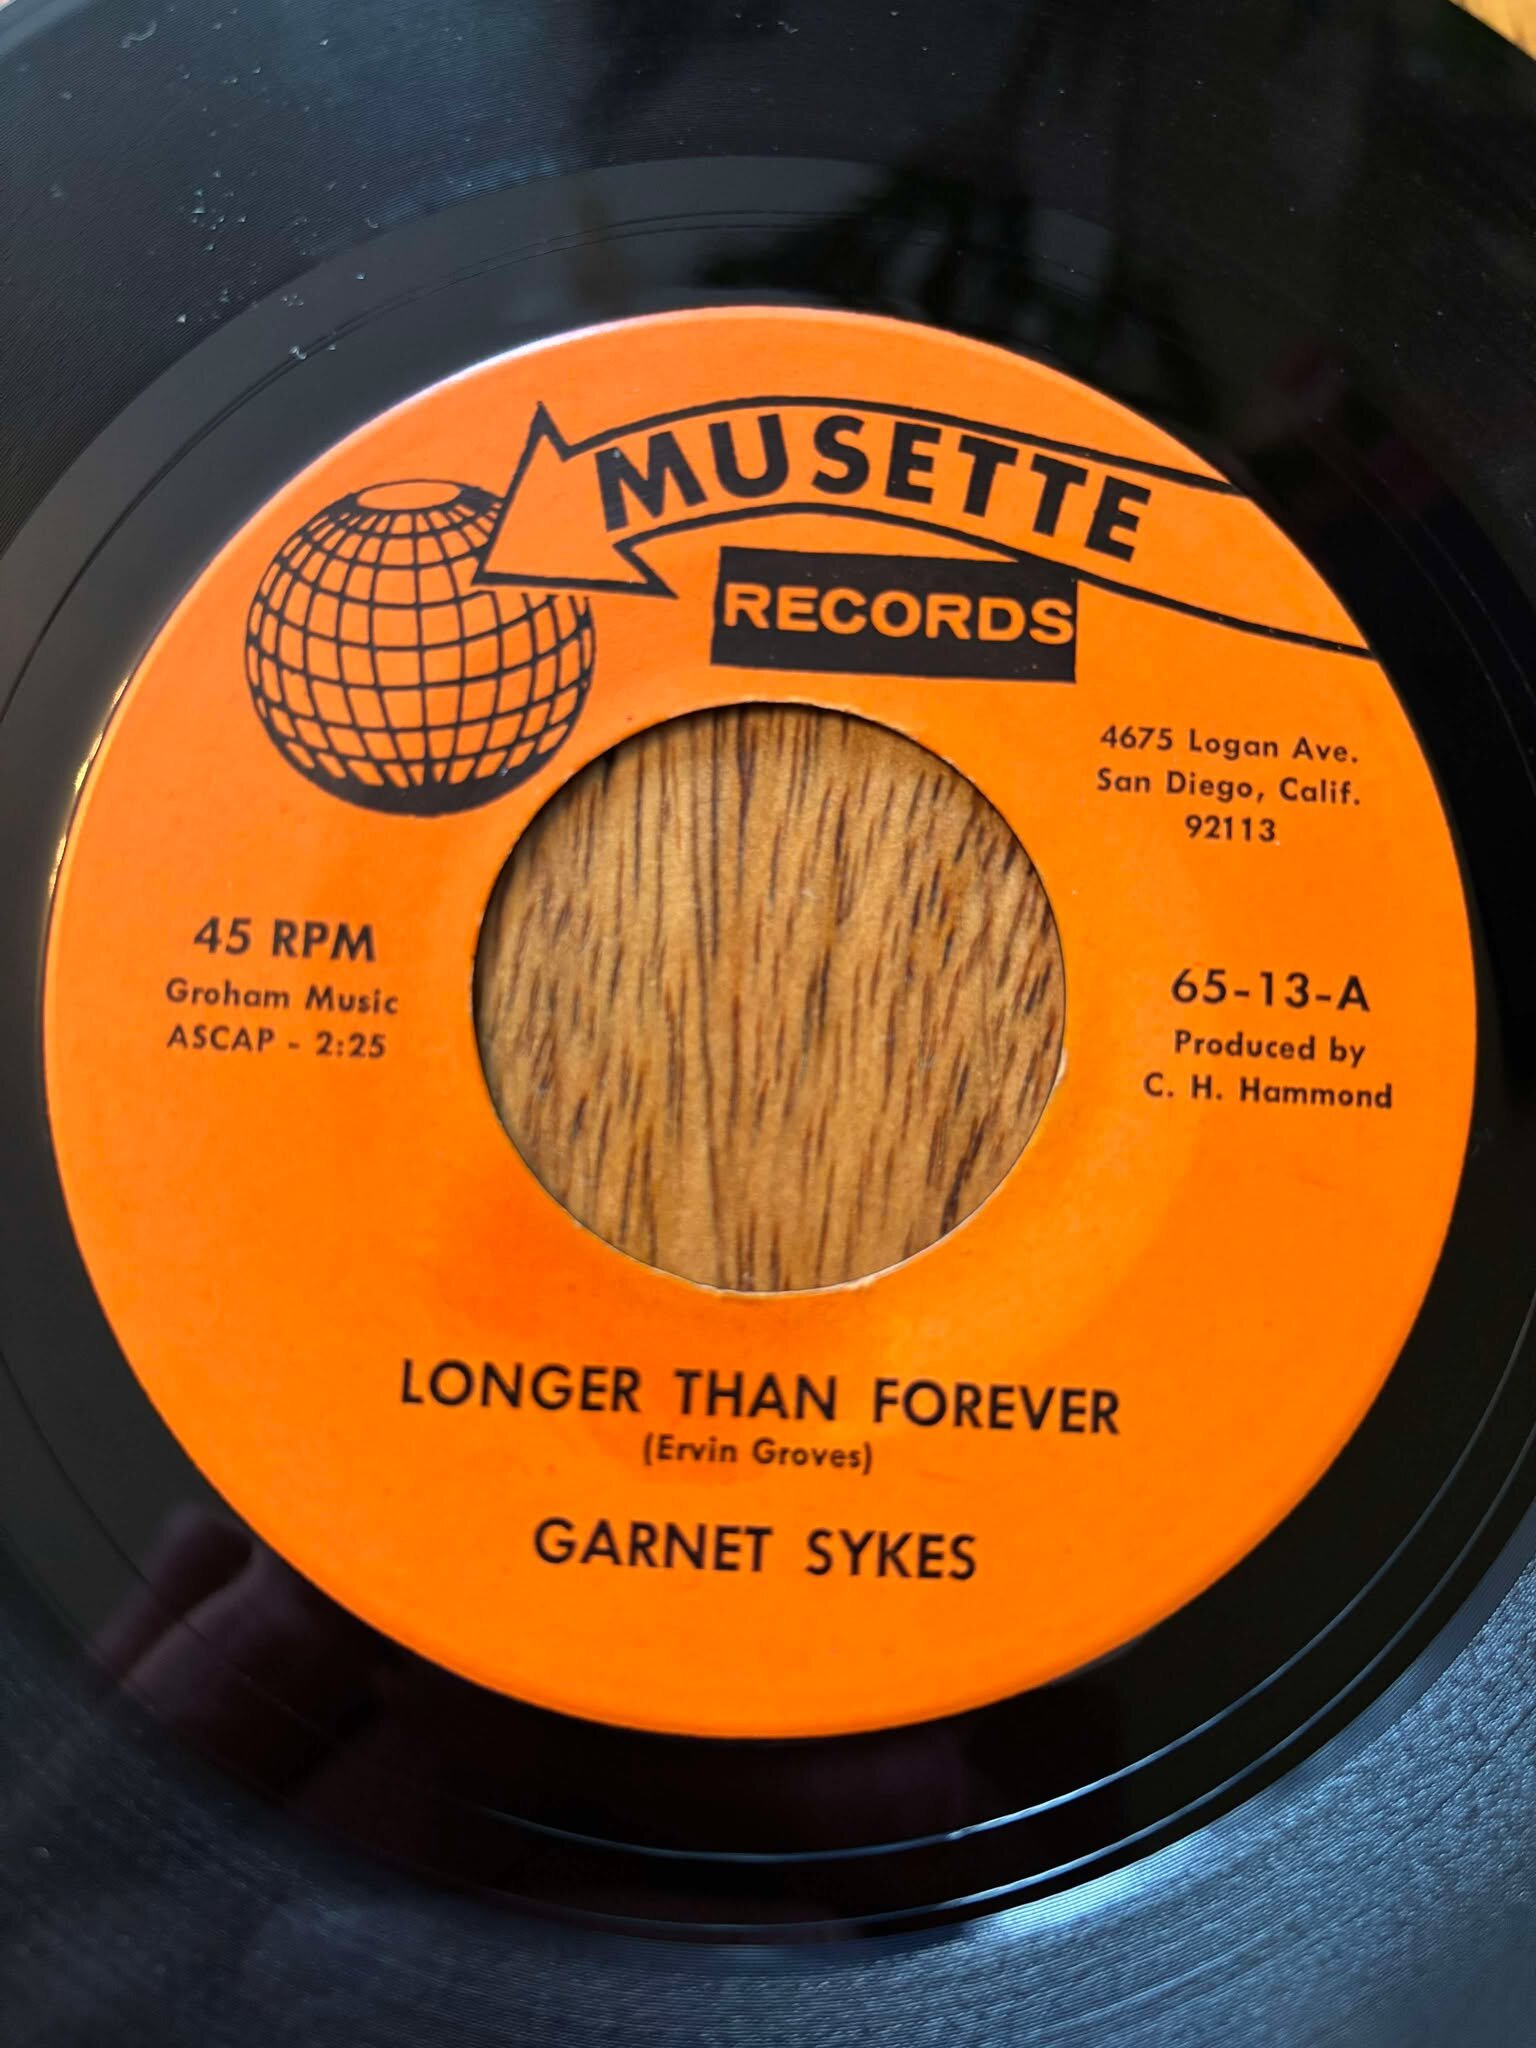 MUSETTE
RECORDS
4675 Logan Ave.
San Diego, Calif.
92113
45 RPM
Groham Music
ASCAP - 2:25
65-13-A
Produced by
C. H. Hammond
LONGER THAN FOREVER
(Ervin Groves)
GARNET SYKES